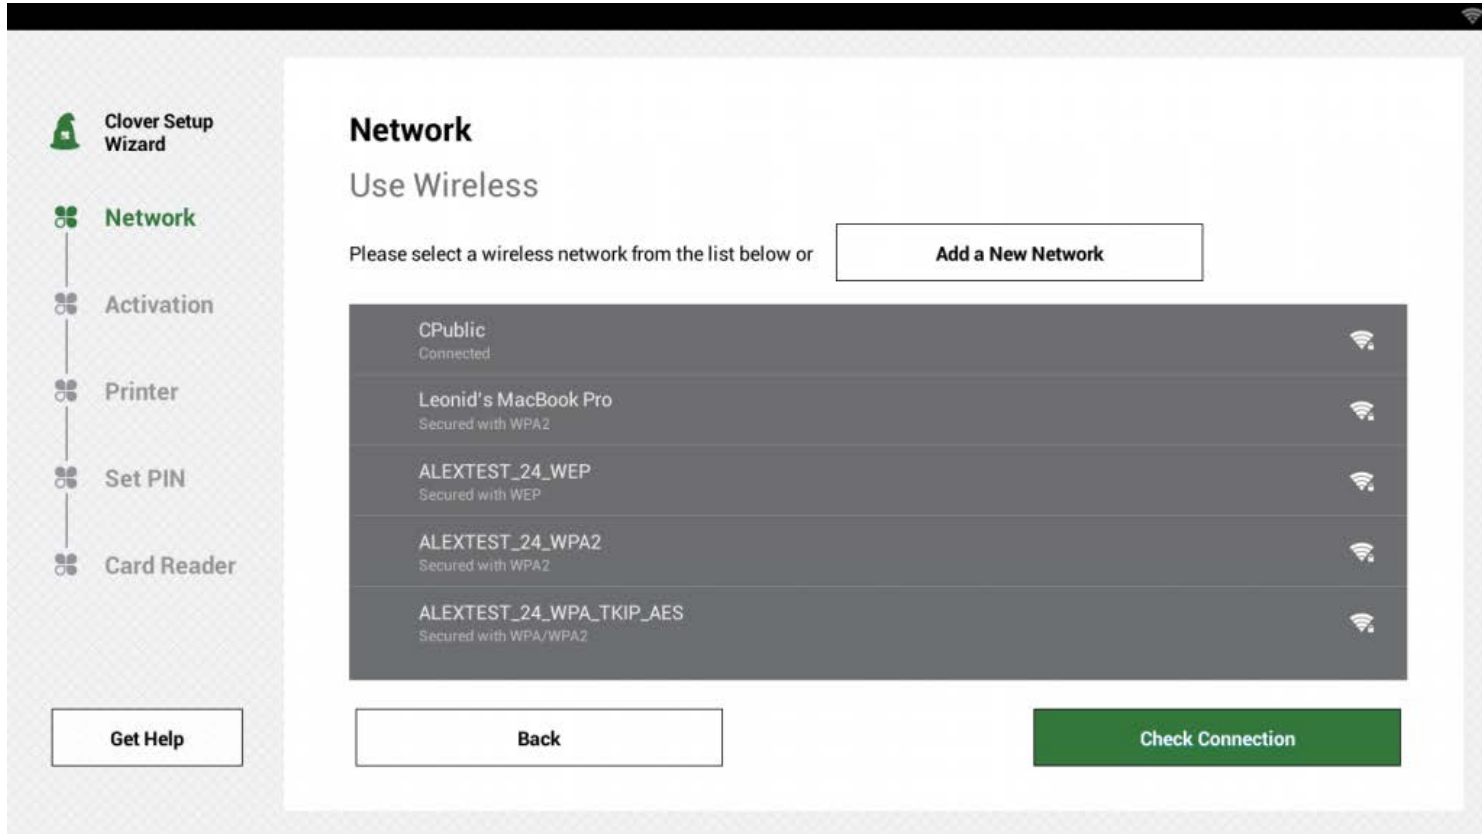 Clover Setup
Wizard
Network
Activation
Printer
Set PIN
Card Reader
Get Help
Network
Use Wireless
Please select a wireless network from the list below or
Add a New Network
CPublic
Connected
Leonid's MacBook Pro
Secured with WPA2
ALEXTEST_24_WEP
Secured with WEP
ALEXTEST_24_WPA2
Secured with WPA2
ALEXTEST_24_WPA_TKIP_AES
Secured with WPA/WPA2
Back
Check Connection